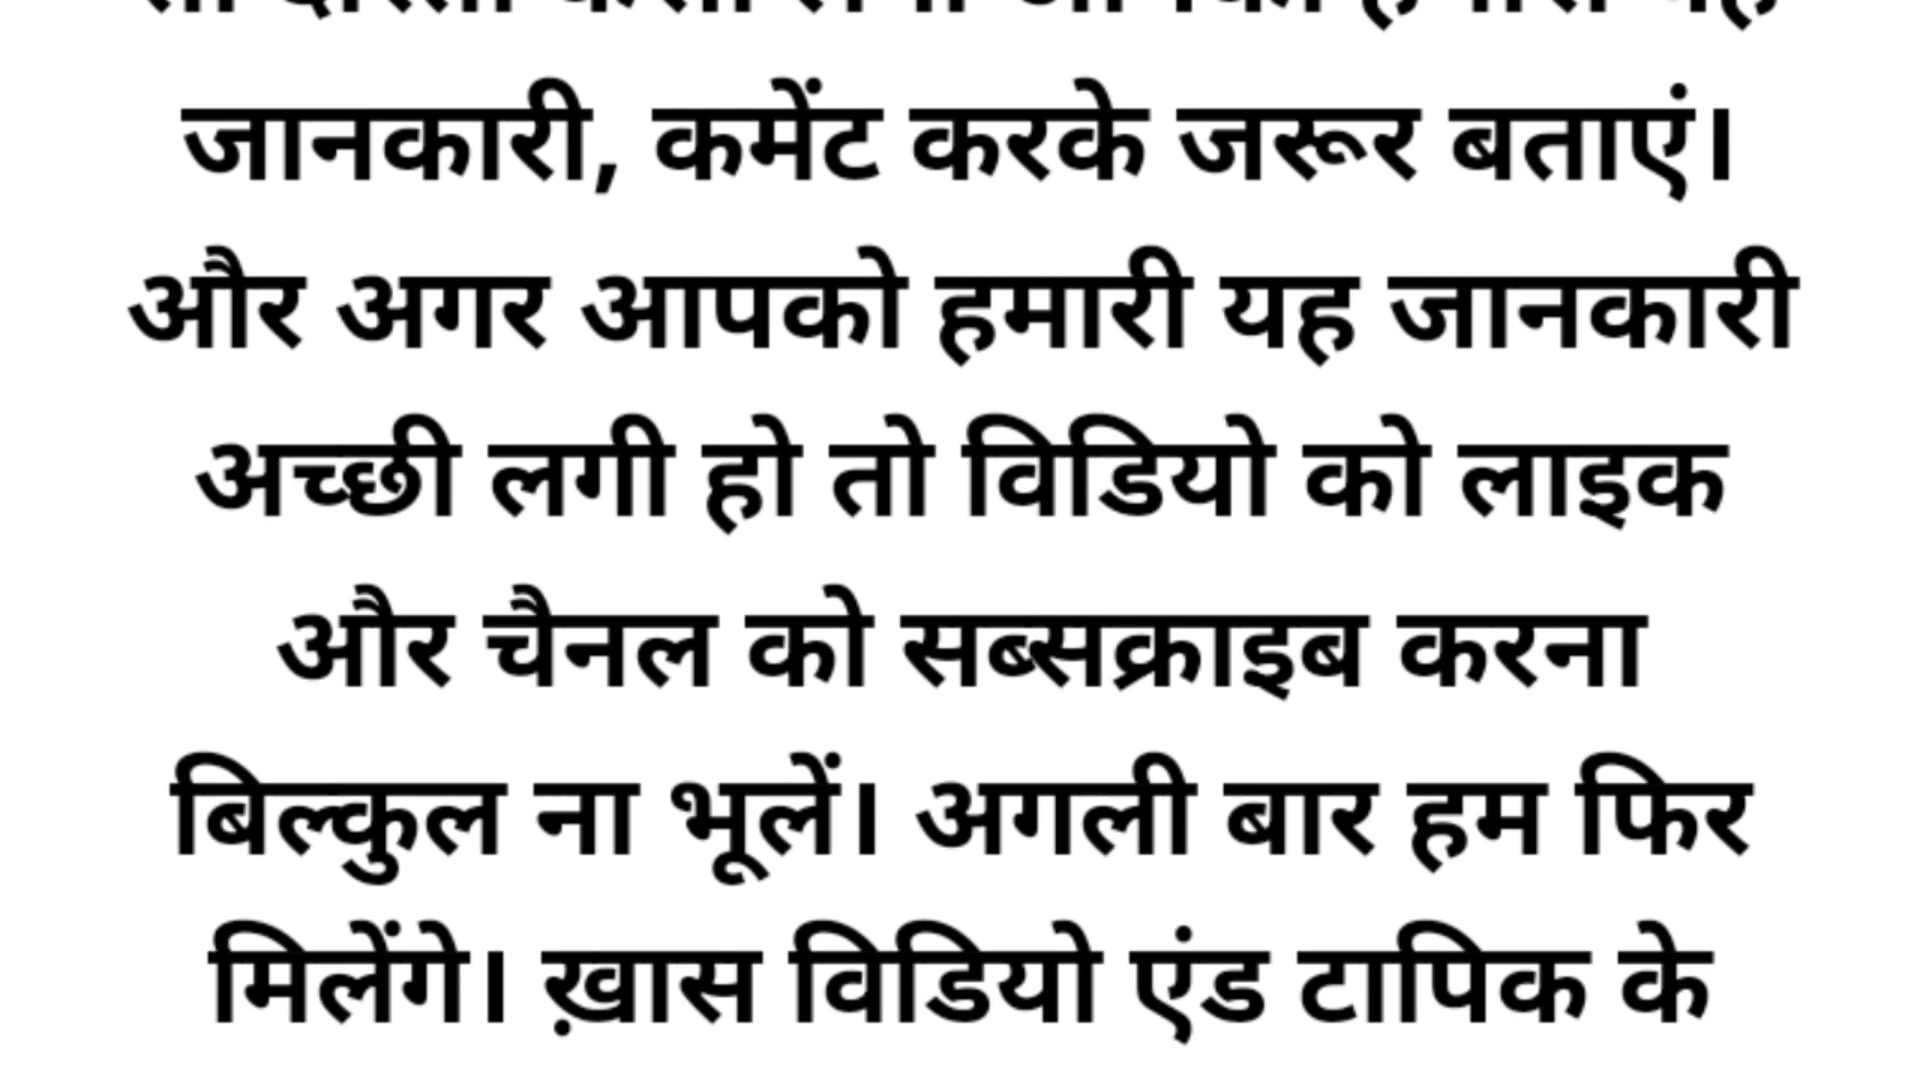 जानकारी, कमेंट करके जरूर बताएं।
और अगर आपको हमारी यह जानकारी
अच्छी लगी हो तो विडियो को लाइक
और चैनल को सब्सक्राइब करना
बिल्कुल ना भूलें। अगली बार हम फिर
मिलेंगे। ख़ास विडियो एंड टापिक के